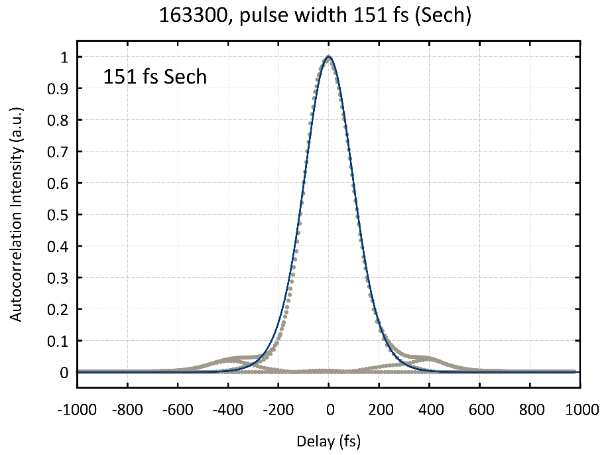 163300, pulse width 151 fs (Sech)
151 fs Sech
Autocorrelation Intensity (a.u.)
1
0.9
0.8
0.7
0.6
0.5
0.4
0.3
0.2
0.1
0
-1000 -800 -600 -400 -200 0 200 400 600 800 1000
Delay (fs)